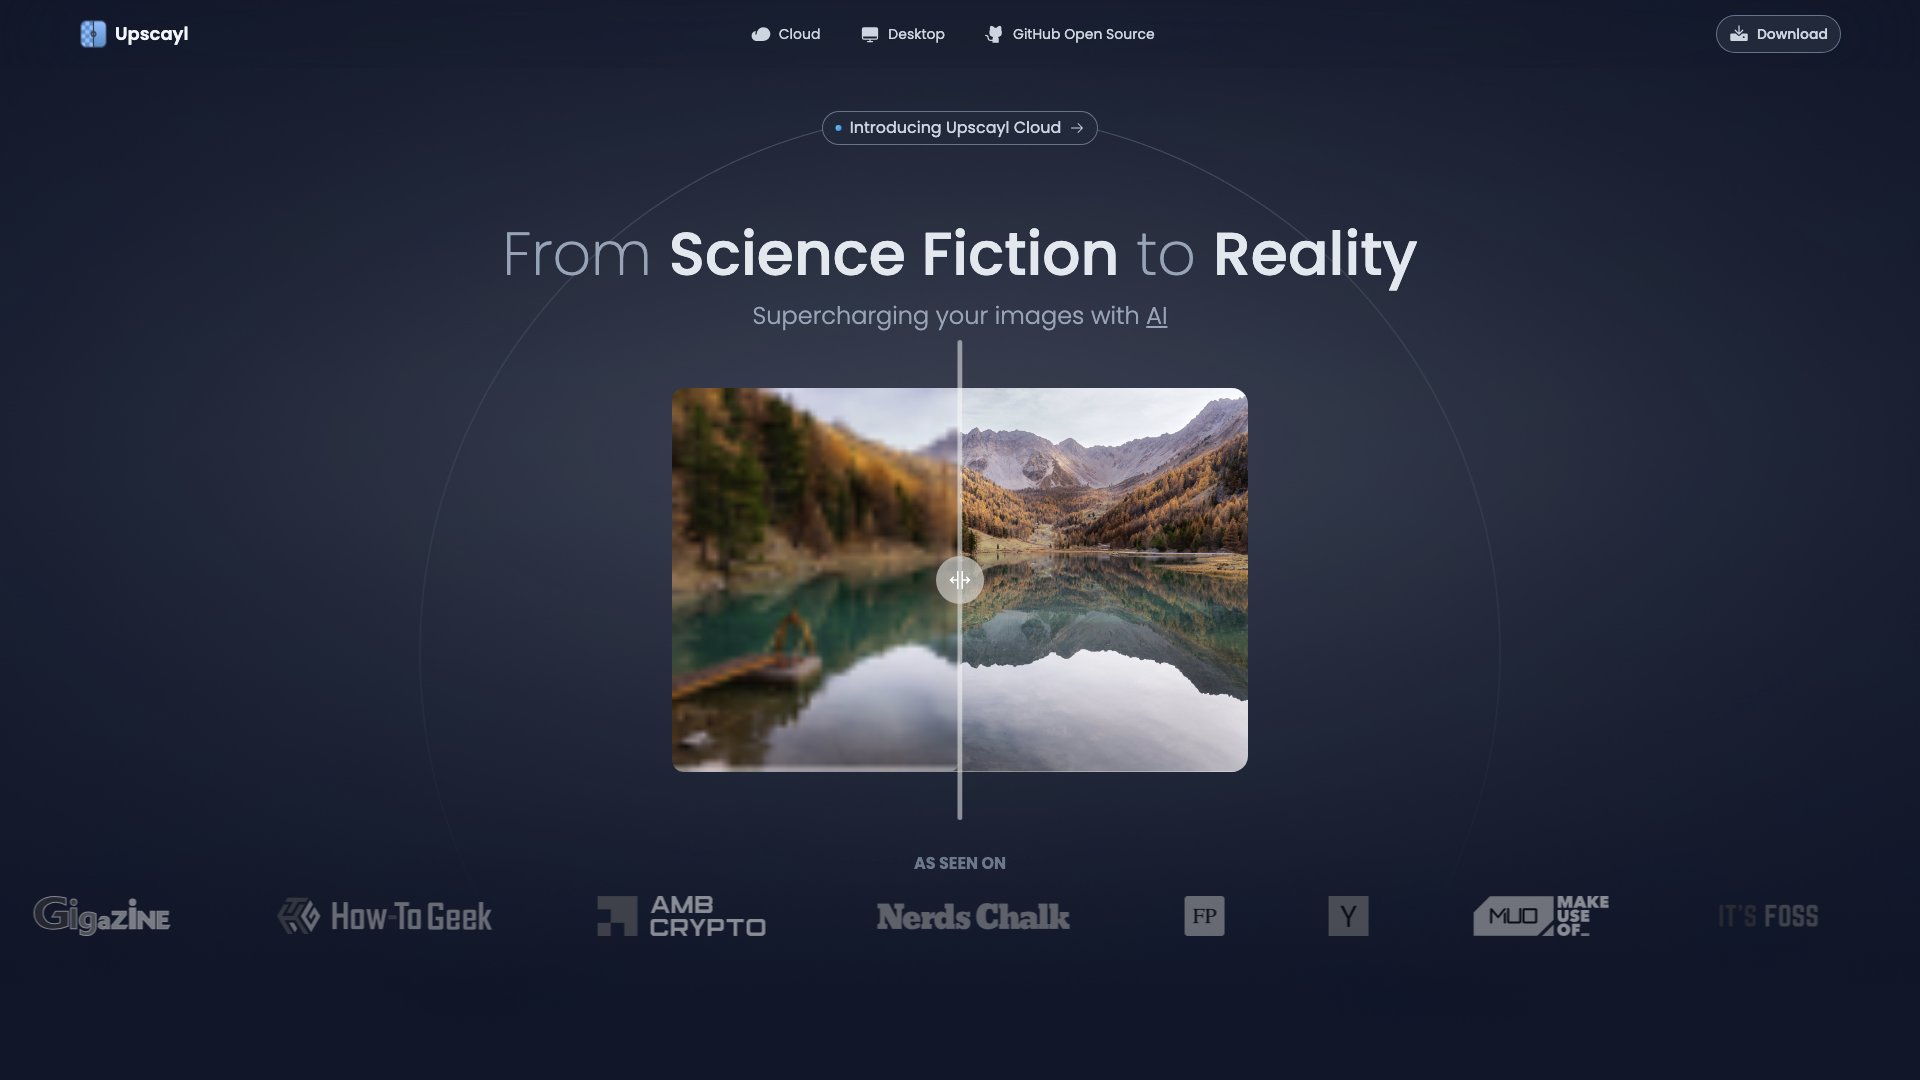 Upscayl
Cloud
Desktop
GitHub Open Source
Download
Introducing Upscayl Cloud →
From Science Fiction to Reality
Supercharging your images with AI
AS SEEN ON
GIGAZINE
How-To Geek
AMB
CRYPTO
Nerds Chalk
FP
Y
MUO
MAKE
USE
OF_
IT'S FOSS